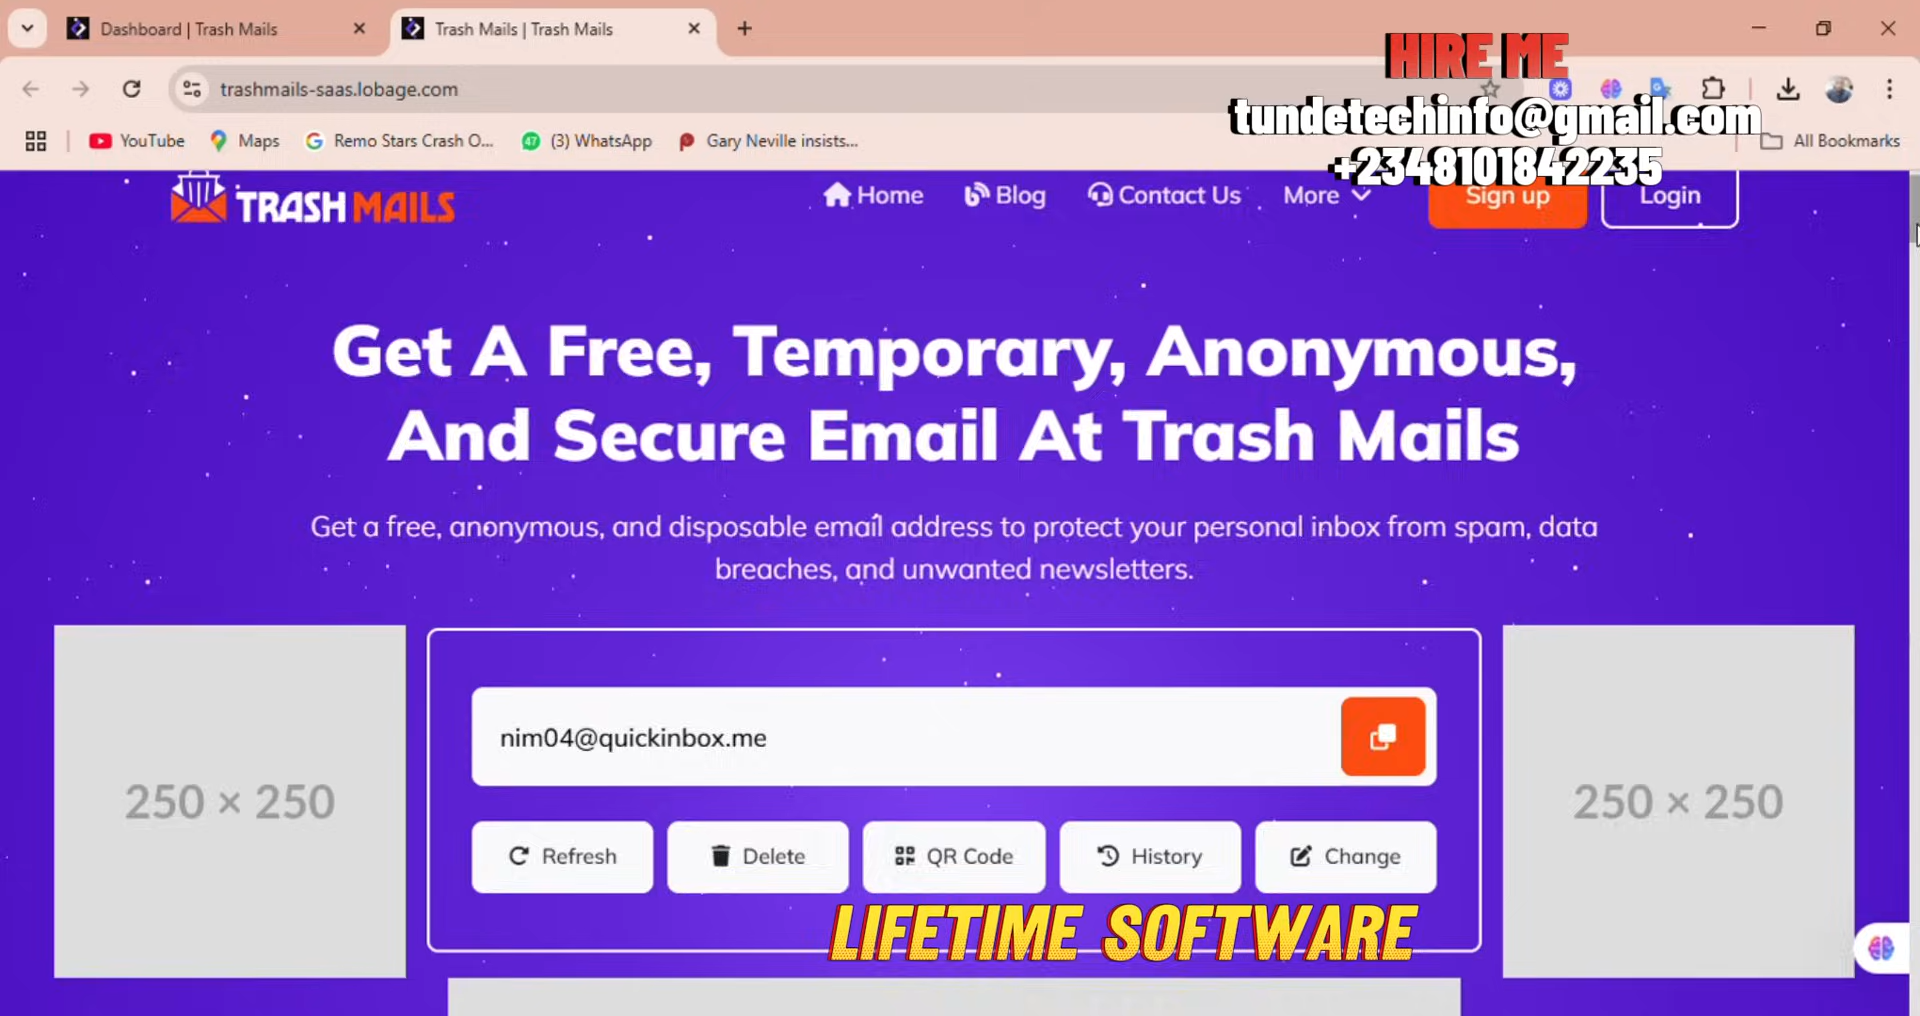 Dashboard | Trash Mails
Trash Mails | Trash Mails
HIRE ME
trashmails-saas.lobage.com
tundetechinfo@gmail.com
YouTube
Maps
Remo Stars Crash O...
(3) WhatsApp
Gary Neville insists...
All Bookmarks
+2348101842235
TRASH MAILS
Home
Blog
Contact Us
More
Sign up
Login
Get A Free, Temporary, Anonymous,
And Secure Email At Trash Mails
Get a free, anonymous, and disposable email address to protect your personal inbox from spam, data
breaches, and unwanted newsletters.
250 × 250
nim04@quickinbox.me
250 × 250
Refresh
Delete
QR Code
History
Change
LIFETIME SOFTWARE